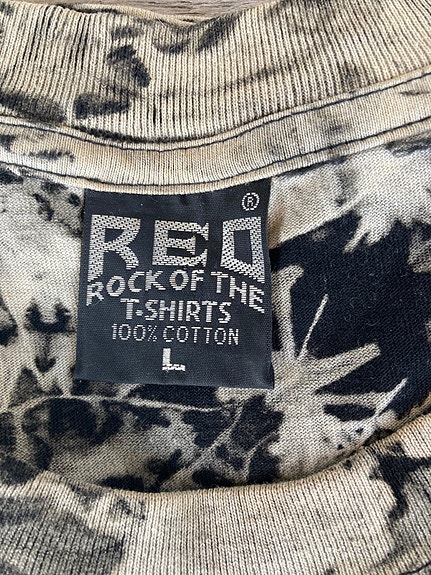 ®
REO
ROCK OF THE
T-SHIRTS
100% COTTON
L